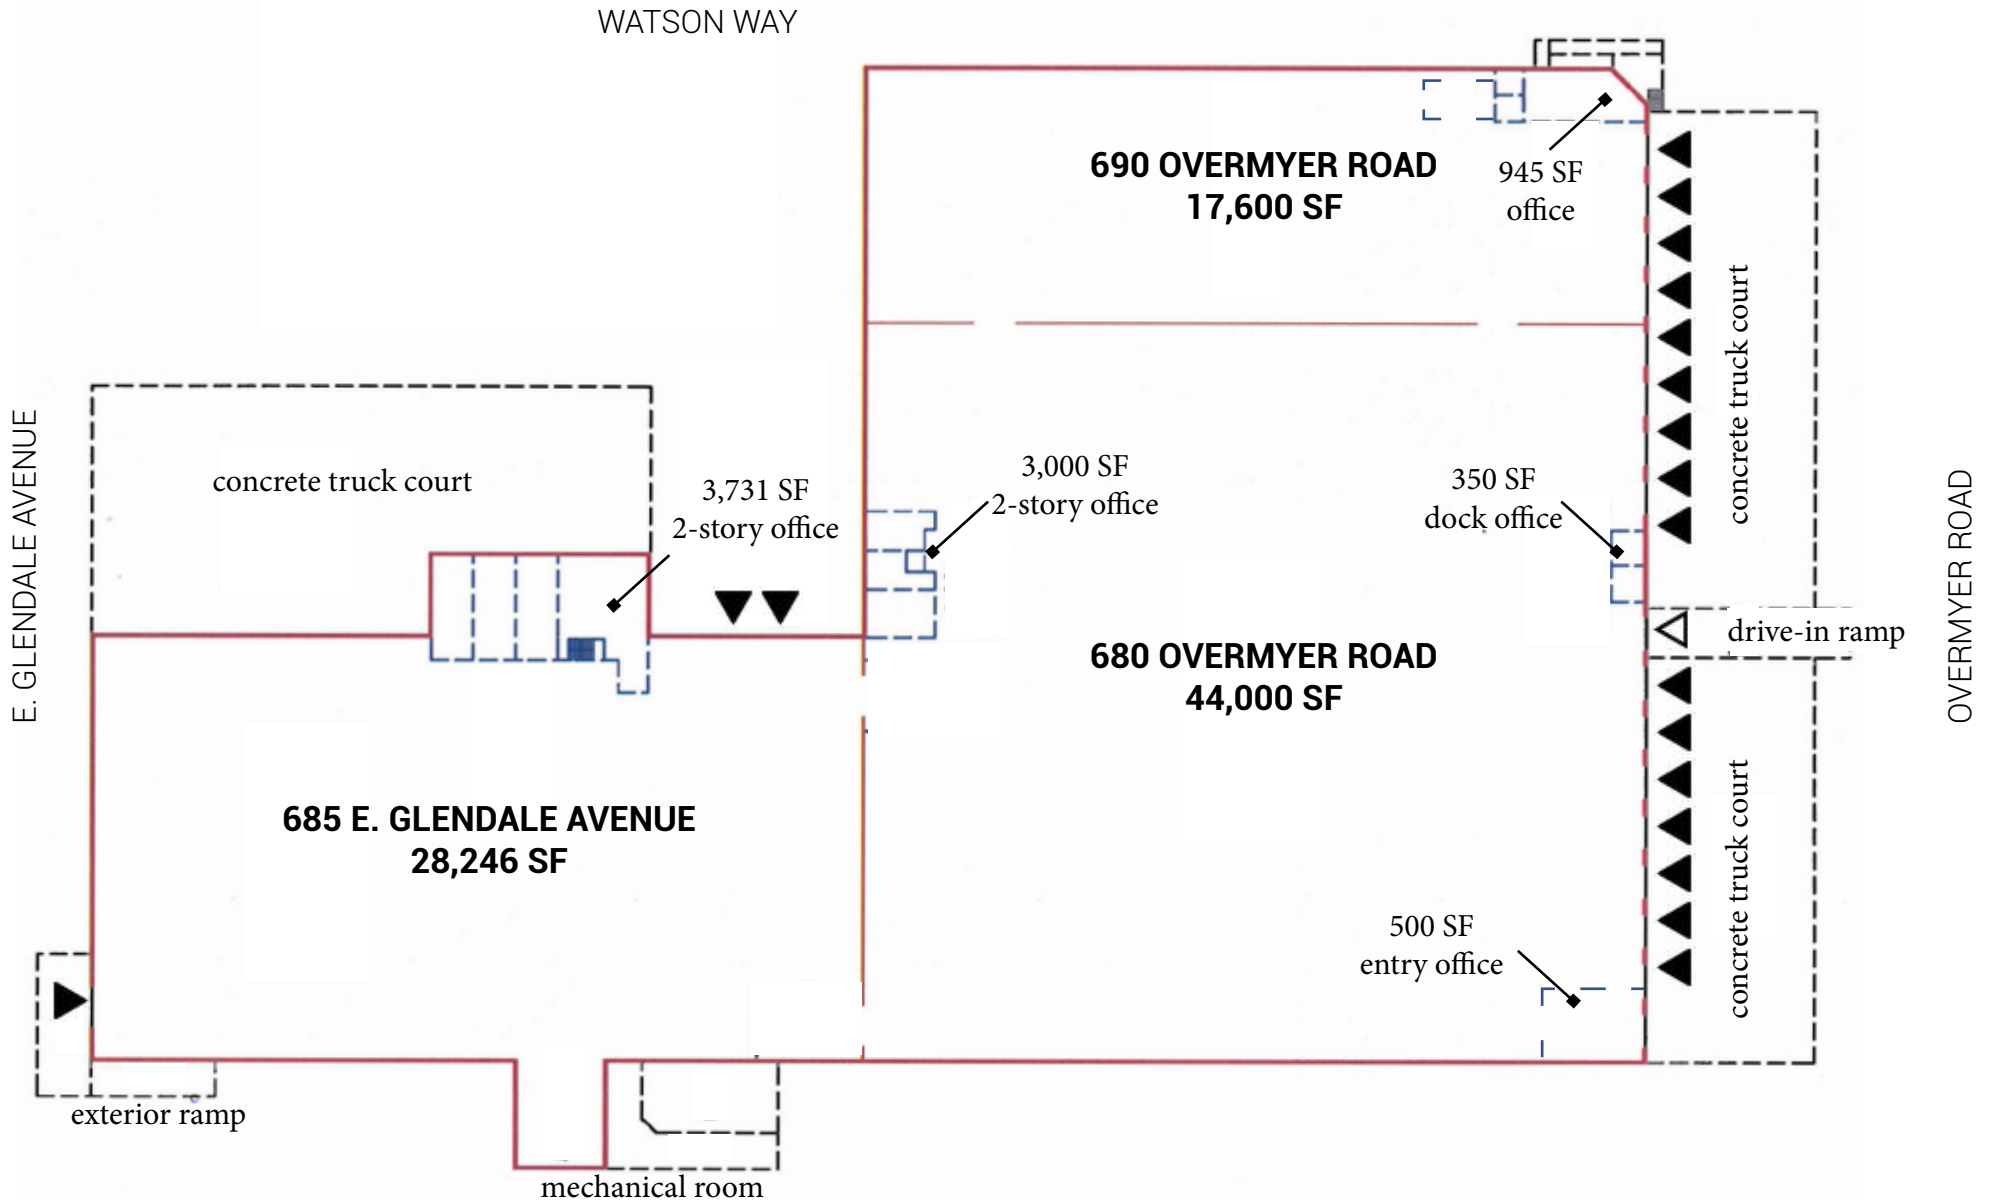 WATSON WAY
690 OVERMYER ROAD
17,600 SF
945 SF
office
concrete truck court
E. GLENDALE AVENUE
concrete truck court
3,731 SF
2-story office
3,000 SF
2-story office
350 SF
dock office
OVERMYER ROAD
drive-in ramp
680 OVERMYER ROAD
44,000 SF
685 E. GLENDALE AVENUE
28,246 SF
500 SF
entry office
concrete truck court
exterior ramp
mechanical room